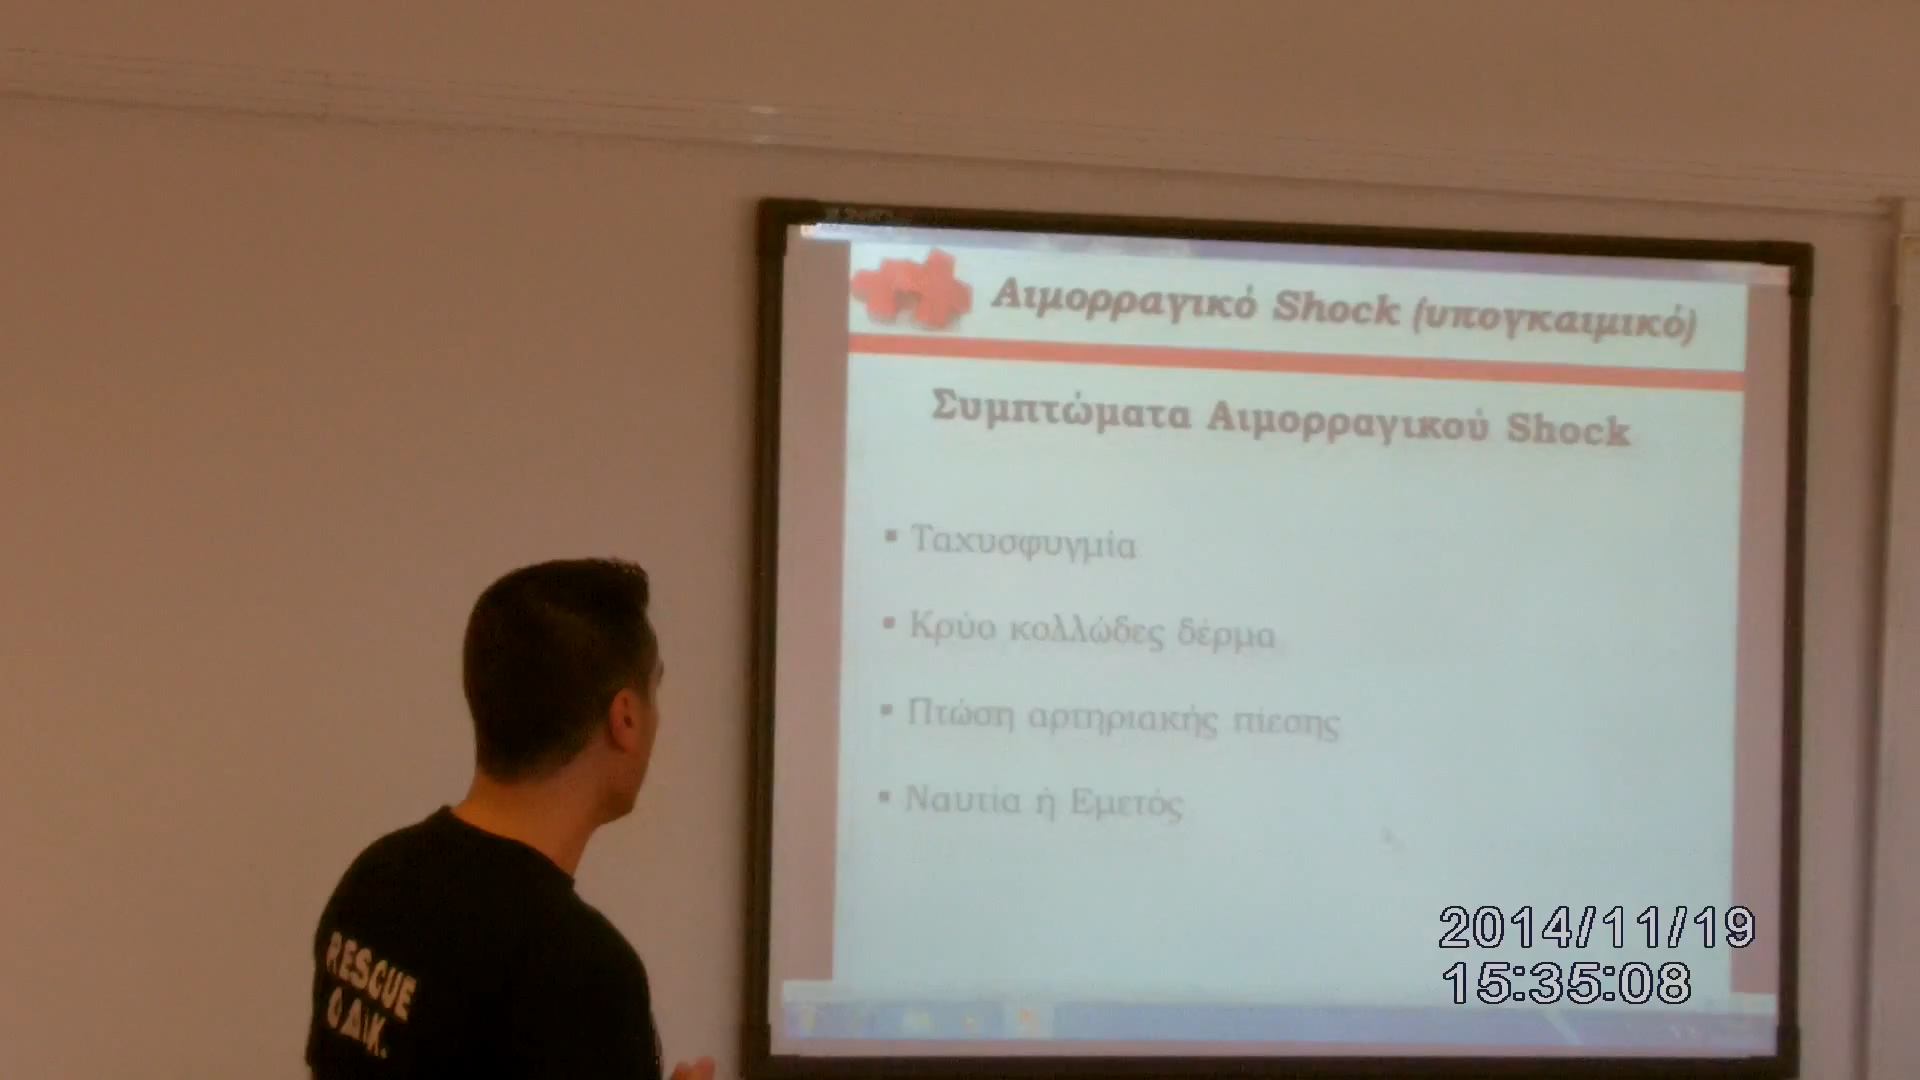 Αιμορραγικό Shock (υπογκαιμικό)
Συμπτώματα Αιμορραγικού Shock
▪ Ταχυσφυγμία
▪ Κρύο κολλώδες δέρμα
▪ Πτώση αρτηριακής πίεσης
▪ Ναυτία ή Εμετός
RESCUE
Ο.Δ.Κ.
2014/11/19
15:35:08